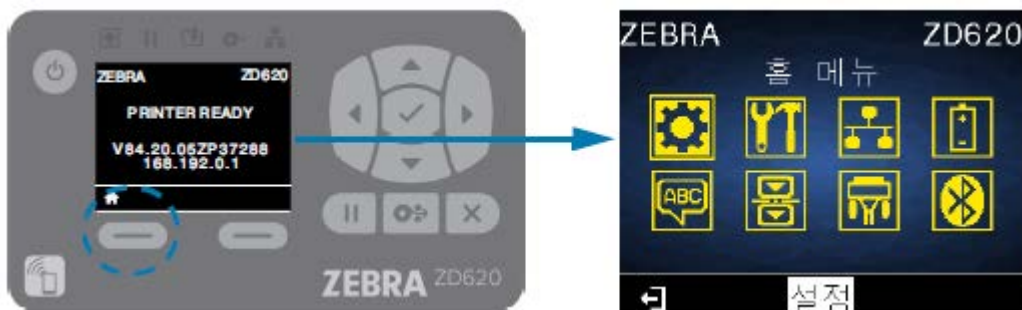 ZEBRA ZD620
PRINTER READY
V84.20.05ZP37288
168.192.0.1
ZEBRA ZD620
ZEBRA ZD620
홈 메뉴
ABC
설정